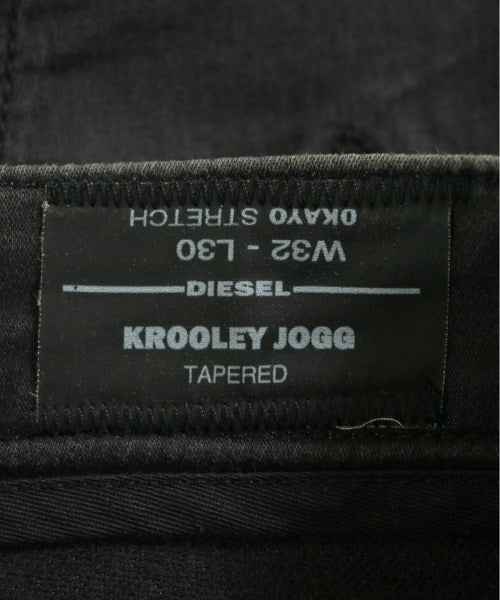 OKAYO STRETCH
W32 - L30
DIESEL
KROOLEY JOGG
TAPERED